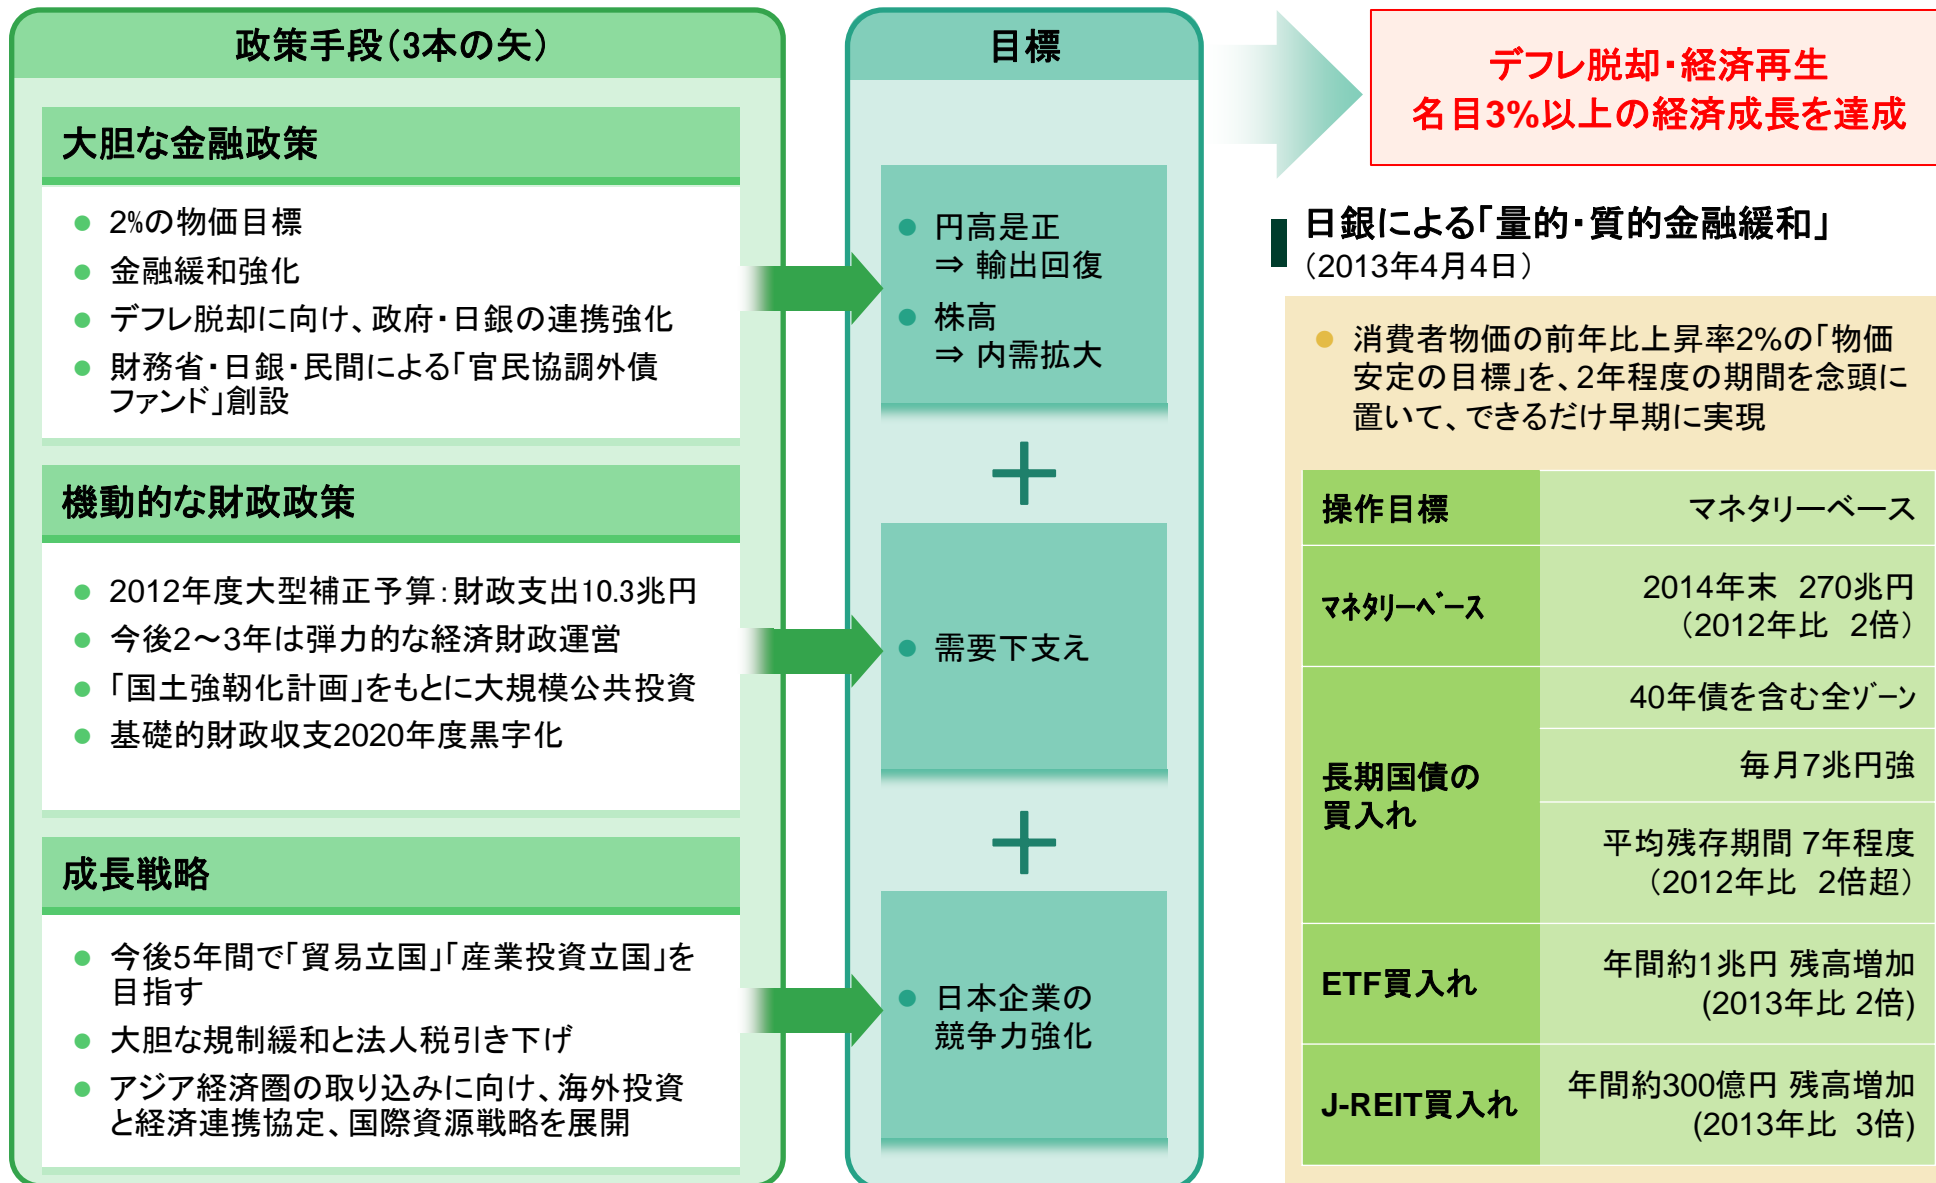 政策手段(3本の矢)
大胆な金融政策
● 2%の物価目標
● 金融緩和強化
● デフレ脱却に向け、政府・日銀の連携強化
● 財務省・日銀・民間による「官民協調外債
ファンド」創設
機動的な財政政策
● 2012年度大型補正予算:財政支出10.3兆円
● 今後2～3年は弾力的な経済財政運営
● 「国土強靭化計画」をもとに大規模公共投資
● 基礎的財政収支2020年度黒字化
成長戦略
● 今後5年間で「貿易立国」「産業投資立国」を
目指す
● 大胆な規制緩和と法人税引き下げ
● アジア経済圏の取り込みに向け、海外投資
と経済連携協定、国際資源戦略を展開
目標
● 円高是正
⇒ 輸出回復
● 株高
⇒ 内需拡大
＋
● 需要下支え
＋
● 日本企業の
競争力強化
デフレ脱却・経済再生
名目3%以上の経済成長を達成
日銀による「量的・質的金融緩和」
（2013年4月4日）
● 消費者物価の前年比上昇率2%の「物価
安定の目標」を、2年程度の期間を念頭に
置いて、できるだけ早期に実現
操作目標 マネタリーベース
ﾏﾈﾀﾘｰﾍﾞｰｽ
2014年末 270兆円
（2012年比 2倍）
長期国債の
買入れ
40年債を含む全ｿﾞｰﾝ
毎月7兆円強
平均残存期間 7年程度
（2012年比 2倍超）
ETF買入れ
年間約1兆円 残高増加
(2013年比 2倍)
J-REIT買入れ
年間約300億円 残高増加
(2013年比 3倍)